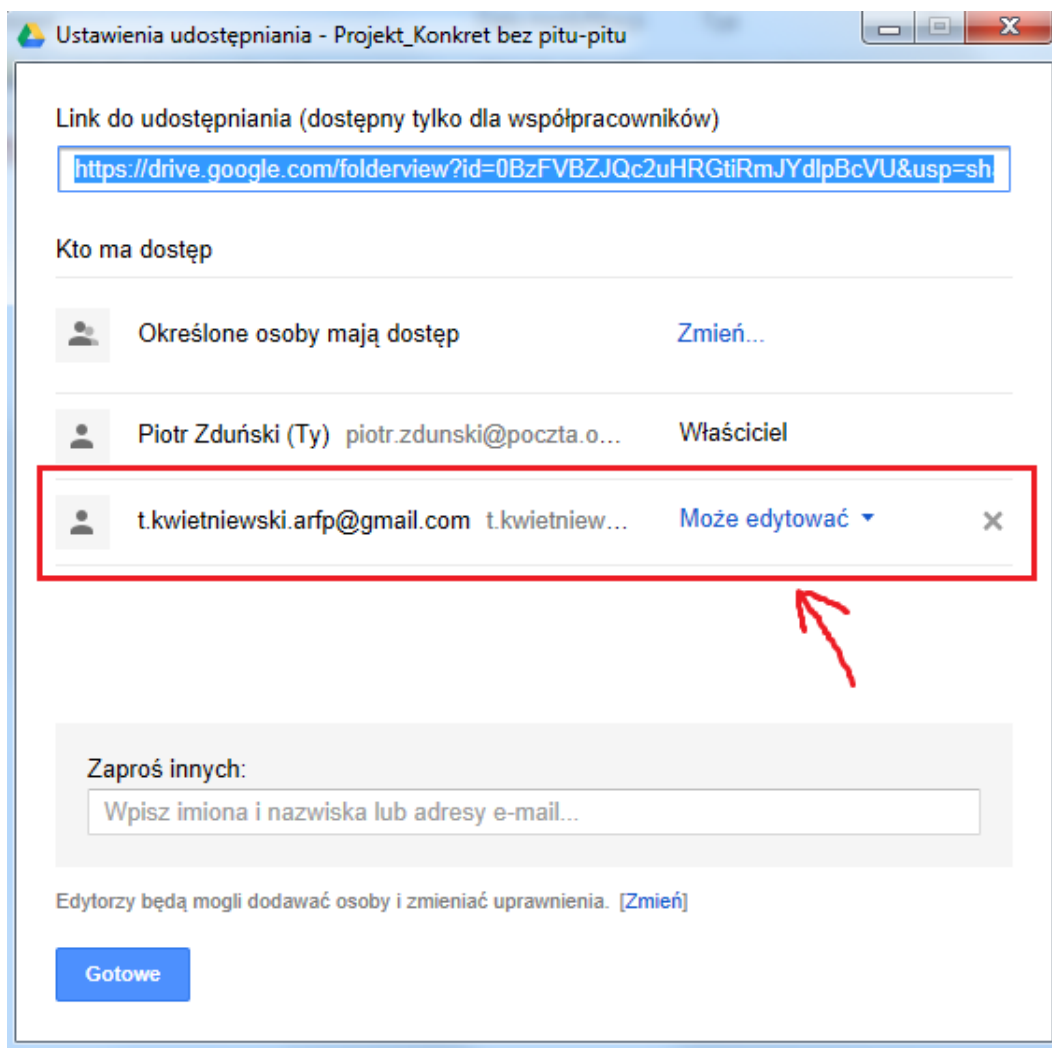 Ustawienia udostępniania - Projekt_Konkret bez pitu-pitu
Link do udostępniania (dostępny tylko dla współpracowników)
https://drive.google.com/folderview?id=0BzFVBZJQc2uHRGtiRmJYdlpBcVU&usp=sh
Kto ma dostęp
Określone osoby mają dostęp Zmień...
Piotr Zduński (Ty) piotr.zdunski@poczta.o... Właściciel
t.kwietniewski.arfp@gmail.com t.kwietniew... Może edytować
Zaproś innych:
Wpisz imiona i nazwiska lub adresy e-mail...
Edytorzy będą mogli dodawać osoby i zmieniać uprawnienia. [Zmień]
Gotowe